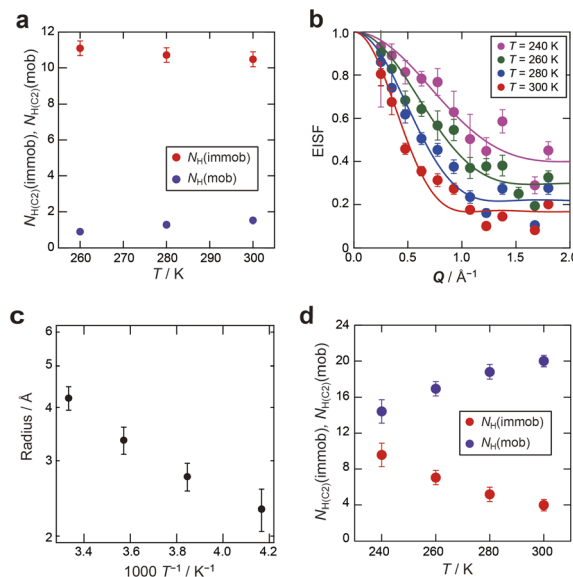 a
12
10
8
6
4
2
0
260
270
280
290
300
T / K
N_H(C2)(immob), N_H(C2)(mob)
N_H(immob)
N_H(mob)
b
1.0
0.8
0.6
0.4
0.2
0
0
0.5
1.0
1.5
2.0
Q / Å⁻¹
EISF
T = 240 K
T = 260 K
T = 280 K
T = 300 K
c
6
5
4
3
2
3.4
3.6
3.8
4.0
4.2
1000 T⁻¹ / K⁻¹
Radius / Å
d
24
20
16
12
8
4
0
240
260
280
300
T / K
N_H(C2)(immob), N_H(C2)(mob)
N_H(immob)
N_H(mob)